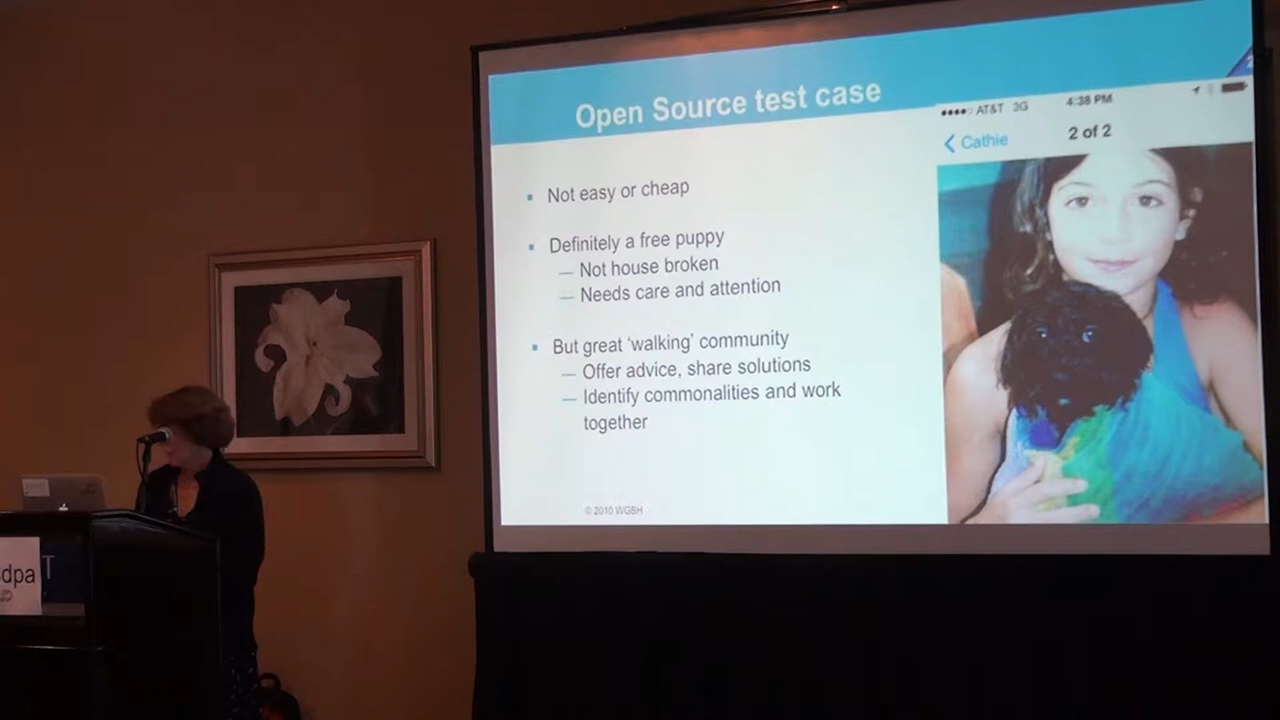 Open Source test case
●●●●○ AT&T 3G 4:38 PM
Cathie 2 of 2
Not easy or cheap
Definitely a free puppy
— Not house broken
— Needs care and attention
But great ‘walking’ community
— Offer advice, share solutions
— Identify commonalities and work
together
© 2010 WGBH
dpa
T